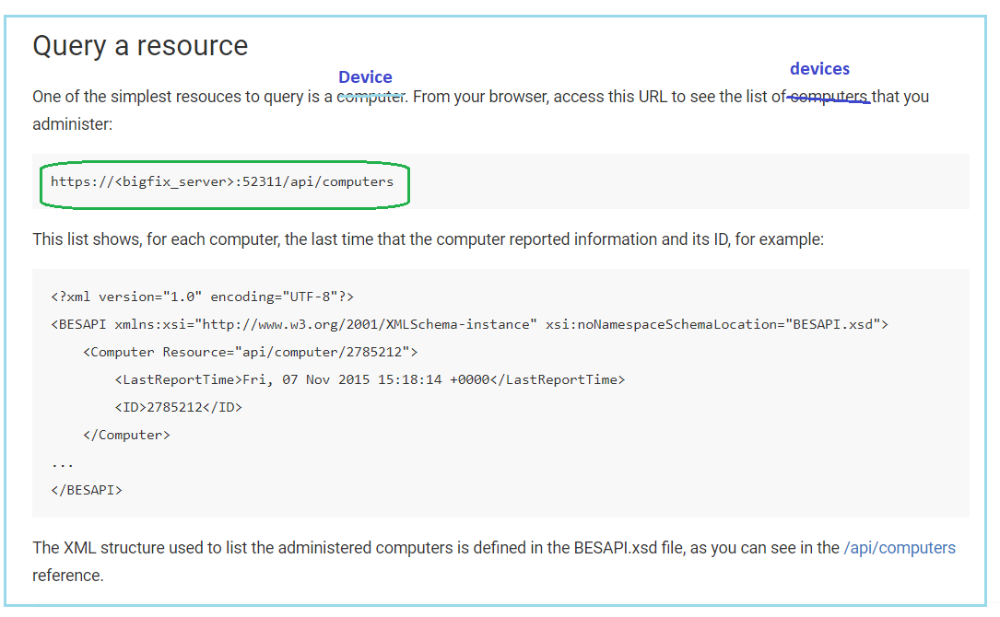 Query a resource
Device
devices
One of the simplest resouces to query is a computer. From your browser, access this URL to see the list of computers that you
administer:
https://<bigfix_server>:52311/api/computers
This list shows, for each computer, the last time that the computer reported information and its ID, for example:
<?xml version="1.0" encoding="UTF-8"?>
<BESAPI xmlns:xsi="http://www.w3.org/2001/XMLSchema-instance" xsi:noNamespaceSchemaLocation="BESAPI.xsd">
<Computer Resource="api/computer/2785212">
<LastReportTime>Fri, 07 Nov 2015 15:18:14 +0000</LastReportTime>
<ID>2785212</ID>
</Computer>
...
</BESAPI>
The XML structure used to list the administered computers is defined in the BESAPI.xsd file, as you can see in the /api/computers
reference.